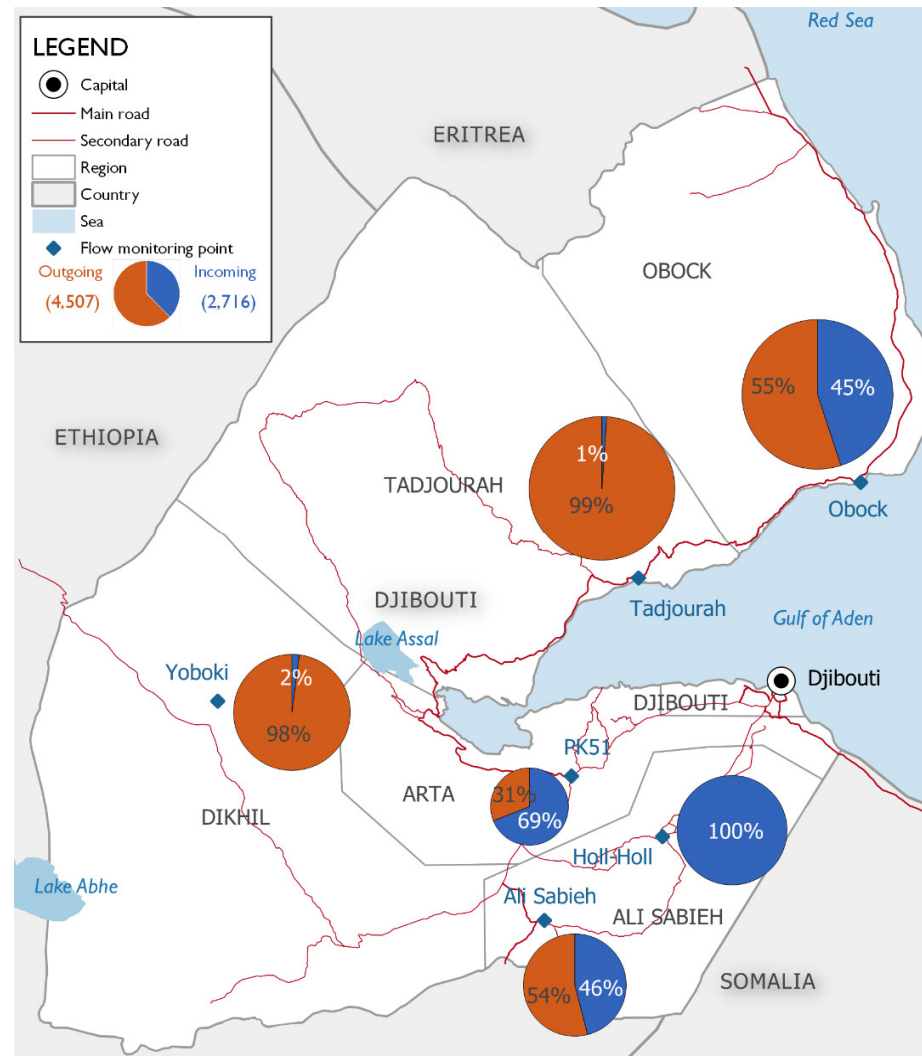 Red Sea
LEGEND
Capital
Main road
Secondary road
Region
Country
Sea
Flow monitoring point
Outgoing
Incoming
(4,507)
(2,716)
ERITREA
OBOCK
55%
45%
ETHIOPIA
1%
TADJOURAH
99%
Obock
DJIBOUTI
Tadjourah
Gulf of Aden
Lake Assal
Yoboki
2%
98%
Djibouti
DJIBOUTI
PK51
ARTA
31%
69%
DIKHIL
100%
Holl-Holl
Lake Abhe
Ali Sabieh
ALI SABIEH
SOMALIA
54%
46%